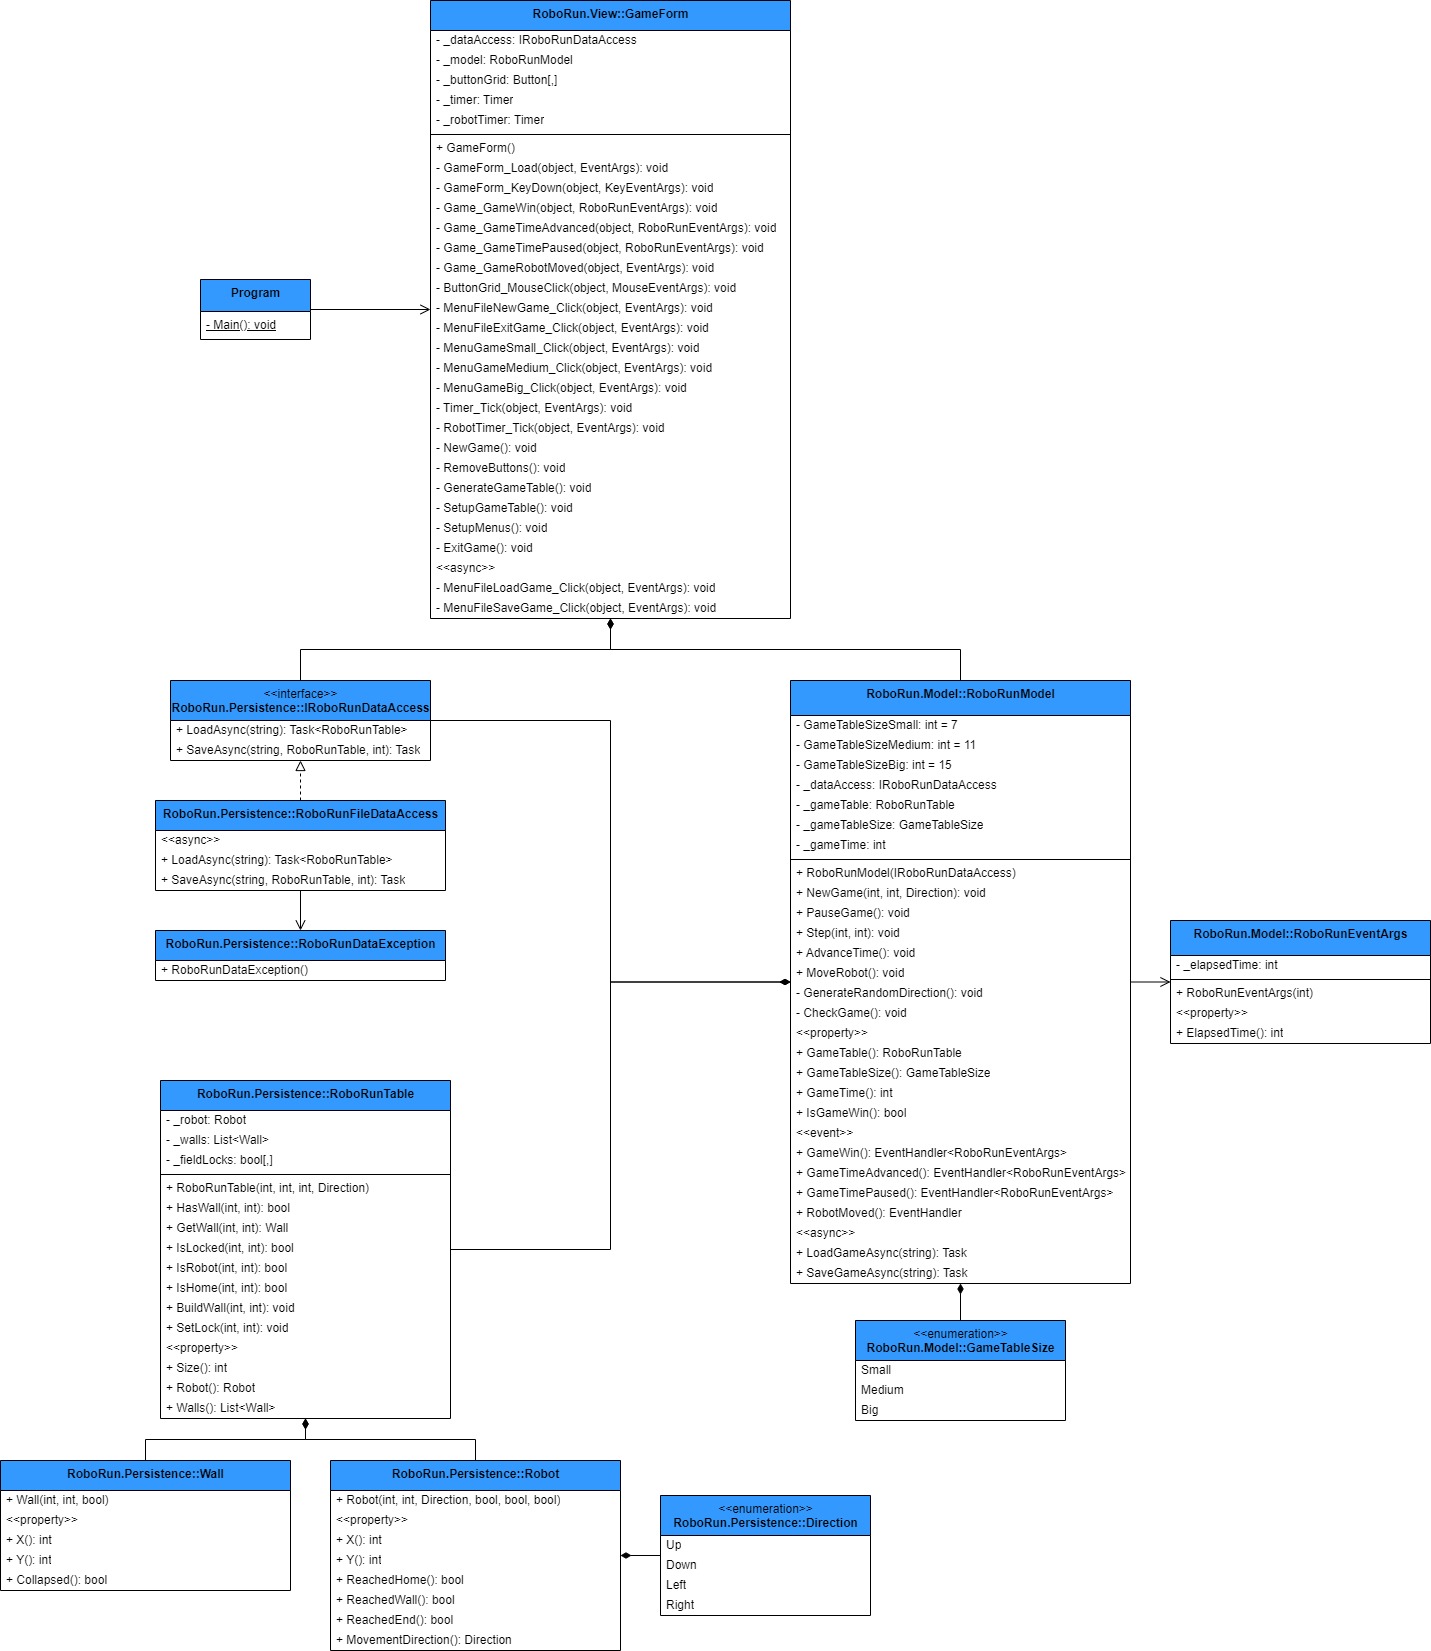 RoboRun.View::GameForm
- _dataAccess: IRoboRunDataAccess
- _model: RoboRunModel
- _buttonGrid: Button[,]
- _timer: Timer
- _robotTimer: Timer
+ GameForm()
- GameForm_Load(object, EventArgs): void
- GameForm_KeyDown(object, KeyEventArgs): void
- Game_GameWin(object, RoboRunEventArgs): void
- Game_GameTimeAdvanced(object, RoboRunEventArgs): void
- Game_GameTimePaused(object, RoboRunEventArgs): void
- Game_GameRobotMoved(object, EventArgs): void
- ButtonGrid_MouseClick(object, MouseEventArgs): void
- MenuFileNewGame_Click(object, EventArgs): void
- MenuFileExitGame_Click(object, EventArgs): void
- MenuGameSmall_Click(object, EventArgs): void
- MenuGameMedium_Click(object, EventArgs): void
- MenuGameBig_Click(object, EventArgs): void
- Timer_Tick(object, EventArgs): void
- RobotTimer_Tick(object, EventArgs): void
- NewGame(): void
- RemoveButtons(): void
- GenerateGameTable(): void
- SetupGameTable(): void
- SetupMenus(): void
- ExitGame(): void
<<async>>
- MenuFileLoadGame_Click(object, EventArgs): void
- MenuFileSaveGame_Click(object, EventArgs): void
Program
- Main(): void
<<interface>>
RoboRun.Persistence::IRoboRunDataAccess
+ LoadAsync(string): Task<RoboRunTable>
+ SaveAsync(string, RoboRunTable, int): Task
RoboRun.Persistence::RoboRunFileDataAccess
<<async>>
+ LoadAsync(string): Task<RoboRunTable>
+ SaveAsync(string, RoboRunTable, int): Task
RoboRun.Persistence::RoboRunDataException
+ RoboRunDataException()
RoboRun.Model::RoboRunModel
- GameTableSizeSmall: int = 7
- GameTableSizeMedium: int = 11
- GameTableSizeBig: int = 15
- _dataAccess: IRoboRunDataAccess
- _gameTable: RoboRunTable
- _gameTableSize: GameTableSize
- _gameTime: int
+ RoboRunModel(IRoboRunDataAccess)
+ NewGame(int, int, Direction): void
+ PauseGame(): void
+ Step(int, int): void
+ AdvanceTime(): void
+ MoveRobot(): void
- GenerateRandomDirection(): void
- CheckGame(): void
<<property>>
+ GameTable(): RoboRunTable
+ GameTableSize(): GameTableSize
+ GameTime(): int
+ IsGameWin(): bool
<<event>>
+ GameWin(): EventHandler<RoboRunEventArgs>
+ GameTimeAdvanced(): EventHandler<RoboRunEventArgs>
+ GameTimePaused(): EventHandler<RoboRunEventArgs>
+ RobotMoved(): EventHandler
<<async>>
+ LoadGameAsync(string): Task
+ SaveGameAsync(string): Task
RoboRun.Model::RoboRunEventArgs
- _elapsedTime: int
+ RoboRunEventArgs(int)
<<property>>
+ ElapsedTime(): int
<<enumeration>>
RoboRun.Model::GameTableSize
Small
Medium
Big
RoboRun.Persistence::RoboRunTable
- _robot: Robot
- _walls: List<Wall>
- _fieldLocks: bool[,]
+ RoboRunTable(int, int, int, Direction)
+ HasWall(int, int): bool
+ GetWall(int, int): Wall
+ IsLocked(int, int): bool
+ IsRobot(int, int): bool
+ IsHome(int, int): bool
+ BuildWall(int, int): void
+ SetLock(int, int): void
<<property>>
+ Size(): int
+ Robot(): Robot
+ Walls(): List<Wall>
RoboRun.Persistence::Wall
+ Wall(int, int, bool)
<<property>>
+ X(): int
+ Y(): int
+ Collapsed(): bool
RoboRun.Persistence::Robot
+ Robot(int, int, Direction, bool, bool, bool)
<<property>>
+ X(): int
+ Y(): int
+ ReachedHome(): bool
+ ReachedWall(): bool
+ ReachedEnd(): bool
+ MovementDirection(): Direction
<<enumeration>>
RoboRun.Persistence::Direction
Up
Down
Left
Right